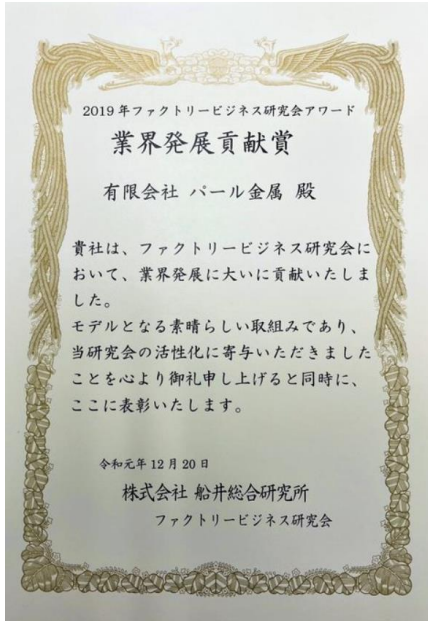 2019年ファクトリービジネス研究会アワード
業界発展貢献賞
有限会社 パール金属 殿
貴社は、ファクトリービジネス研究会に
おいて、業界発展に大いに貢献いたしま
した。
モデルとなる素晴らしい取組みであり、
当研究会の活性化に寄与いただきました
ことを心より御礼申し上げると同時に、
ここに表彰いたします。
令和元年12月20日
株式会社 船井総合研究所
ファクトリービジネス研究会